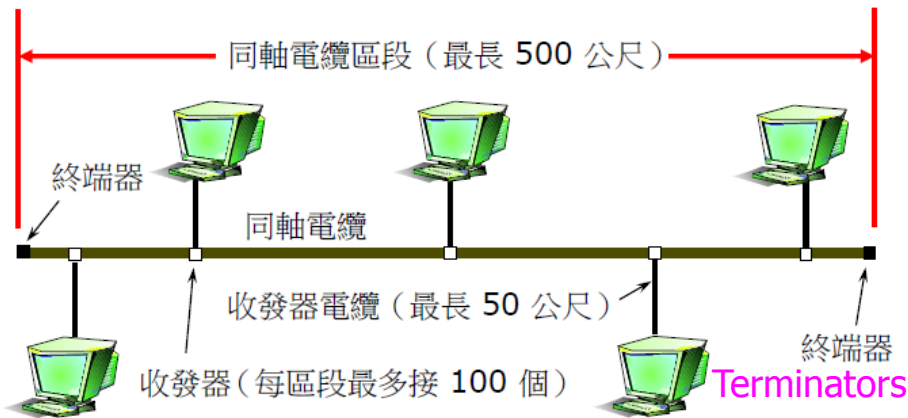 同軸電纜區段（最長 500 公尺）
終端器
同軸電纜
收發器電纜（最長 50 公尺）
收發器（每區段最多接 100 個）
終端器
Terminators